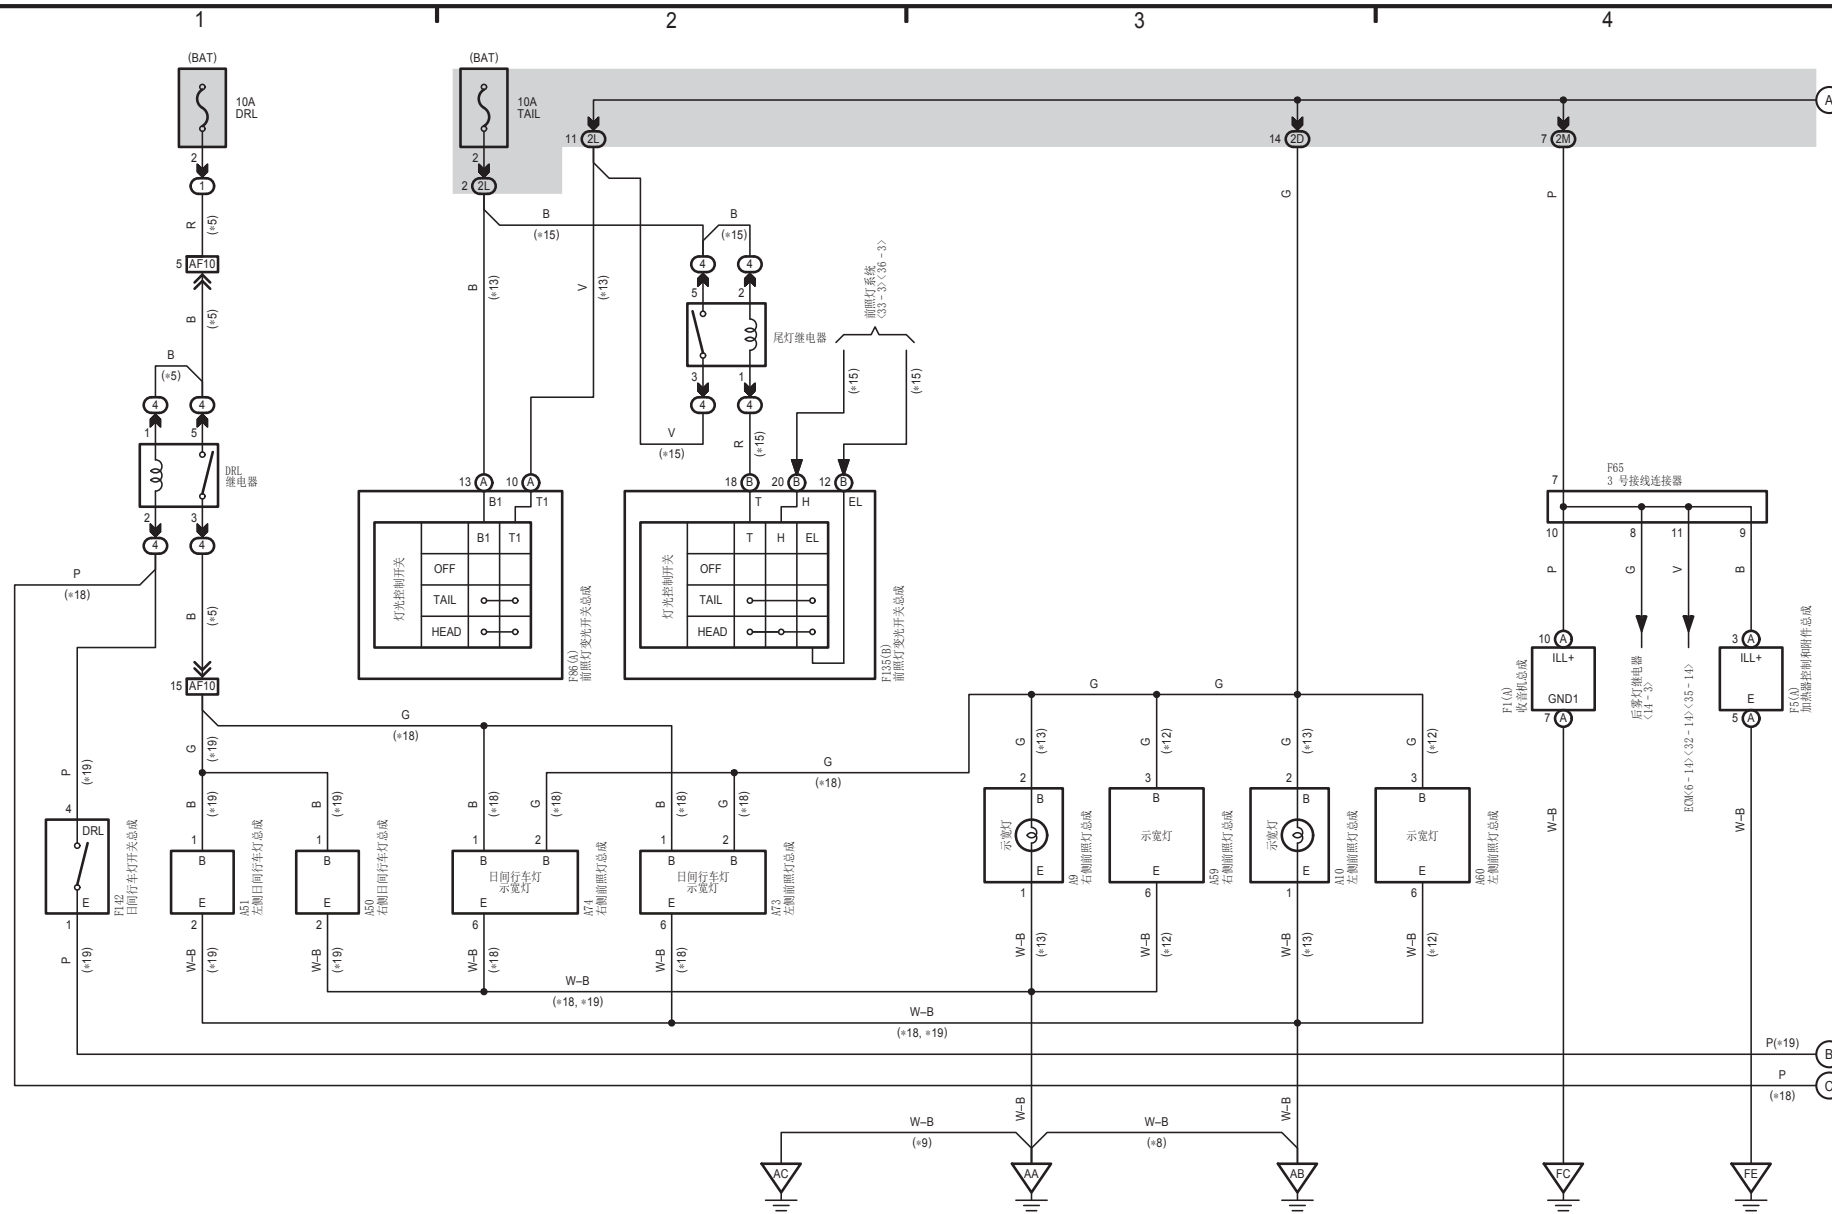 1
2
3
4
(BAT)
(BAT)
10A
DRL
10A
TAIL
A
2
1
2
2 2L
11 2L
14 2D
7 2M
R
(*5)
G
P
B
(*15)
B
(*15)
5 AF10
4
4
B
(*13)
V
(*13)
前照灯系统
<33-3><36-3>
5
2
B
(*5)
尾灯继电器
B
(*5)
3
1
4
4
(*15)
(*15)
4
4
1
5
V
(*15)
R
(*15)
DRL
继电器
13 A
10 A
18 B
20 B
12 B
F65
3 号接线连接器
7
2
3
4
4
B1
T1
T
H
EL
B1
T1
OFF
TAIL
HEAD
灯光控制开关
F86(A)
前照灯变光开关总成
T
H
EL
OFF
TAIL
HEAD
灯光控制开关
F135(B)
前照灯变光开关总成
10
8
11
9
P
G
V
B
P
(*18)
B
(*5)
10 A
3 A
ILL+
GND1
7 A
F1(A)
收音机总成
后雾灯继电器
<14-3>
ECM<6-14><32-14><35-14>
ILL+
E
5 A
F5(A)
加热器控制和附件总成
15 AF10
G
(*18)
G
G
G
(*19)
G
(*18)
G
(*13)
G
(*12)
G
(*13)
G
(*12)
P
(*19)
B
(*19)
B
(*19)
B
(*18)
G
(*18)
B
(*18)
G
(*18)
4
DRL
E
1
F142
日间行车灯开关总成
1
B
E
2
A51
左侧日间行车灯总成
1
B
E
2
A50
右侧日间行车灯总成
1
2
B
B
日间行车灯
示宽灯
E
6
A74
右侧前照灯总成
1
2
B
B
日间行车灯
示宽灯
E
6
A73
左侧前照灯总成
2
B
示宽灯
E
1
A9
右侧前照灯总成
3
B
示宽灯
E
6
A59
右侧前照灯总成
2
B
示宽灯
E
1
A10
左侧前照灯总成
3
B
示宽灯
E
6
A60
左侧前照灯总成
W–B
W–B
P
(*19)
W–B
(*19)
W–B
(*19)
W–B
(*18)
W–B
(*18)
W–B
(*13)
W–B
(*12)
W–B
(*13)
W–B
(*12)
W–B
(*18, *19)
W–B
(*18, *19)
P(*19)
B
P
(*18)
C
W–B
W–B
W–B
(*9)
W–B
(*8)
AC
AA
AB
FC
FE